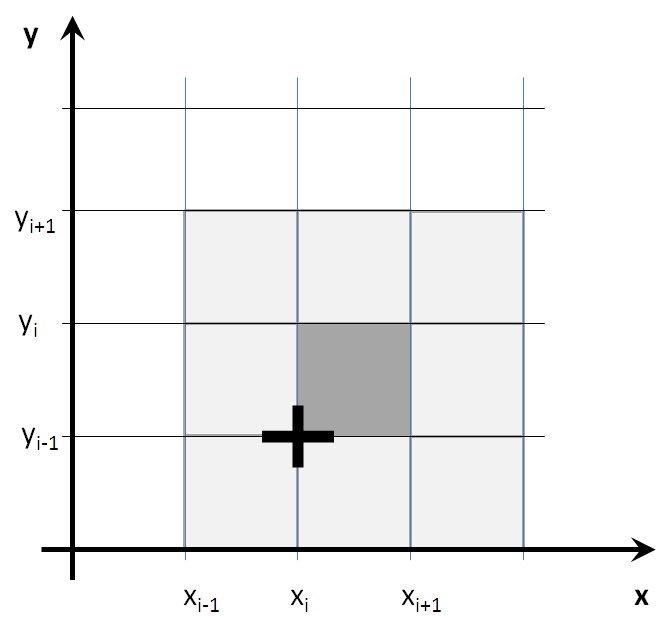 y
y_{i+1}
y_i
y_{i-1}
x_{i-1} x_i x_{i+1} x